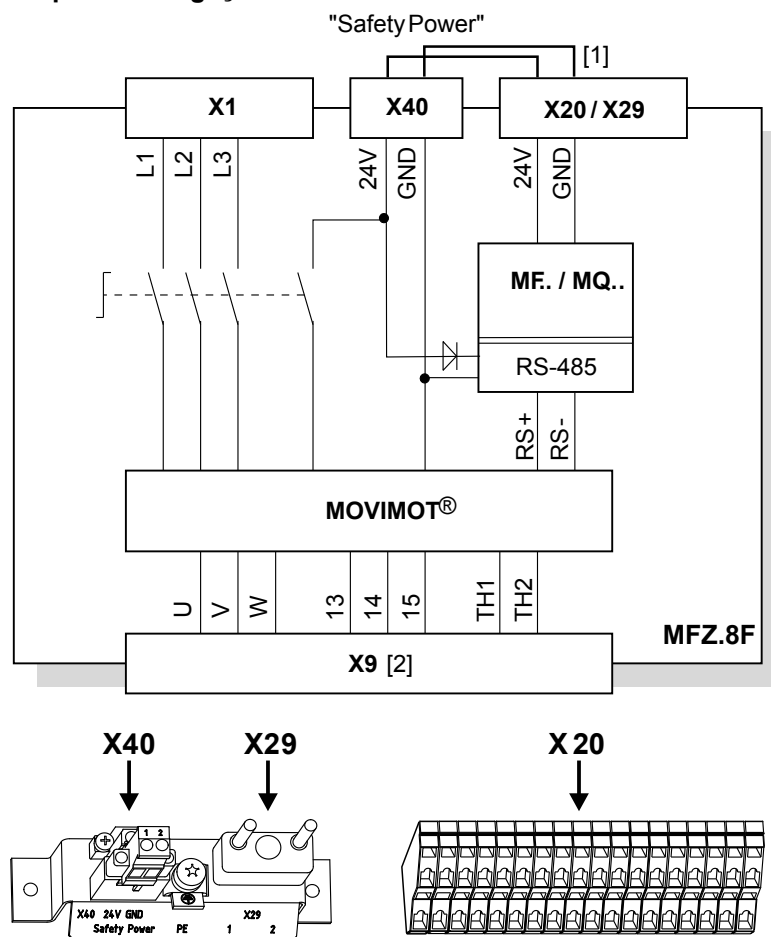 "Safety Power"
[1]
X1
X40
X20 / X29
L1
L2
L3
24V
GND
24V
GND
MF.. / MQ..
RS-485
RS+
RS-
MOVIMOT®
U
V
W
13
14
15
TH1
TH2
MFZ.8F
X9 [2]
X40
X29
X 20
1 2
X40 24V GND
X29
Safety Power
PE
1
2